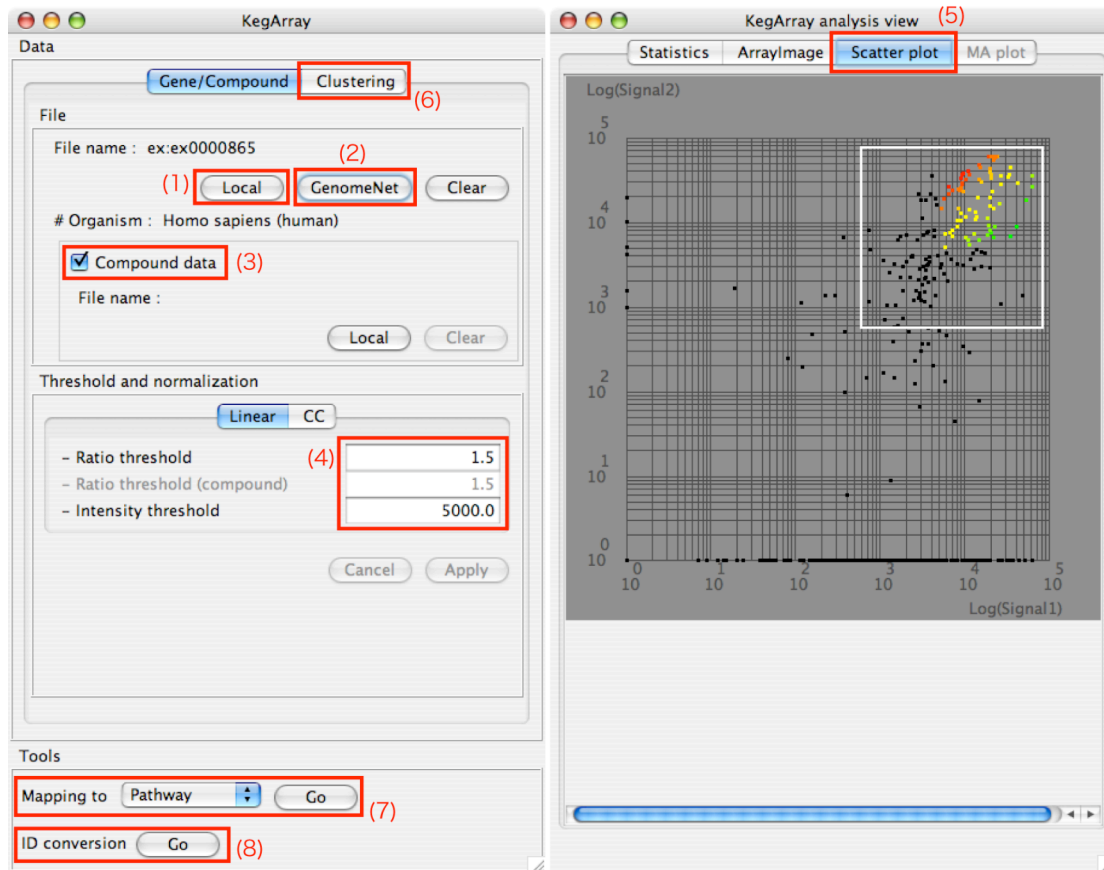 KegArray
Data
Gene/Compound Clustering
(6)
File
File name : ex:ex0000865
(2)
(1) Local GenomeNet Clear
# Organism : Homo sapiens (human)
Compound data (3)
File name :
Local Clear
Threshold and normalization
Linear CC
– Ratio threshold (4) 1.5
– Ratio threshold (compound) 1.5
– Intensity threshold 5000.0
Cancel Apply
Tools
Mapping to Pathway Go
(7)
ID conversion Go (8)
KegArray analysis view (5)
Statistics ArrayImage Scatter plot MA plot
Log(Signal2)
5
10
4
10
3
10
2
10
1
10
0
10
0 1 2 3 4 5
10 10 10 10 10 10
Log(Signal1)